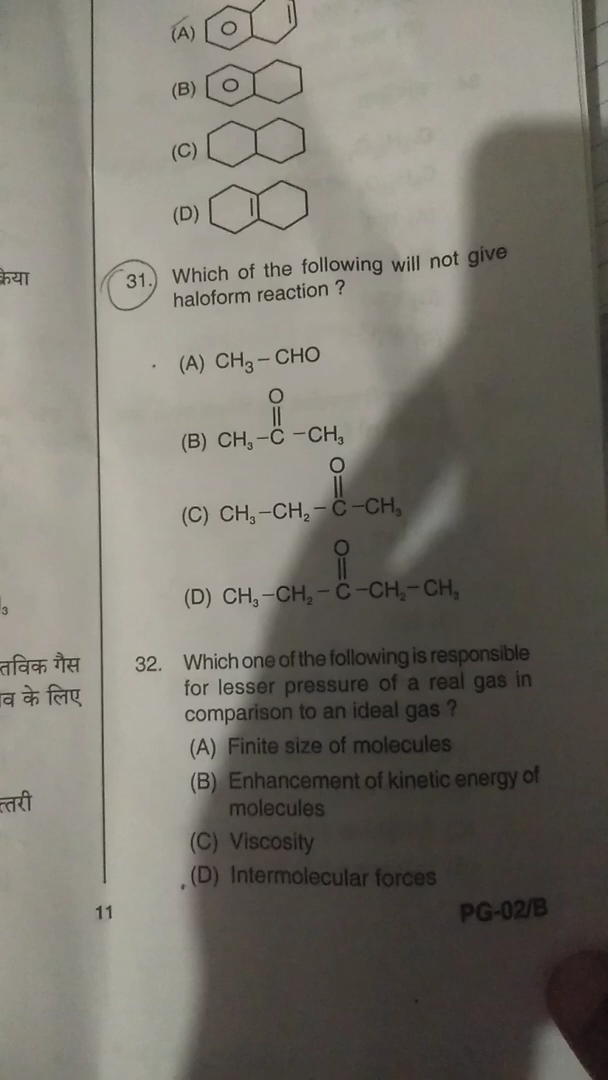 (A)
(B)
(C)
(D)
क्रिया
31. Which of the following will not give
haloform reaction ?
(A) CH₃ – CHO
O
||
(B) CH₃ – C – CH₃
O
||
(C) CH₃ – CH₂ – C – CH₃
O
||
(D) CH₃ – CH₂ – C – CH₂ – CH₃
₃
गैस
के लिए
32. Which one of the following is responsible
for lesser pressure of a real gas in
comparison to an ideal gas ?
(A) Finite size of molecules
(B) Enhancement of kinetic energy of
molecules
(C) Viscosity
(D) Intermolecular forces
11
PG-02/B